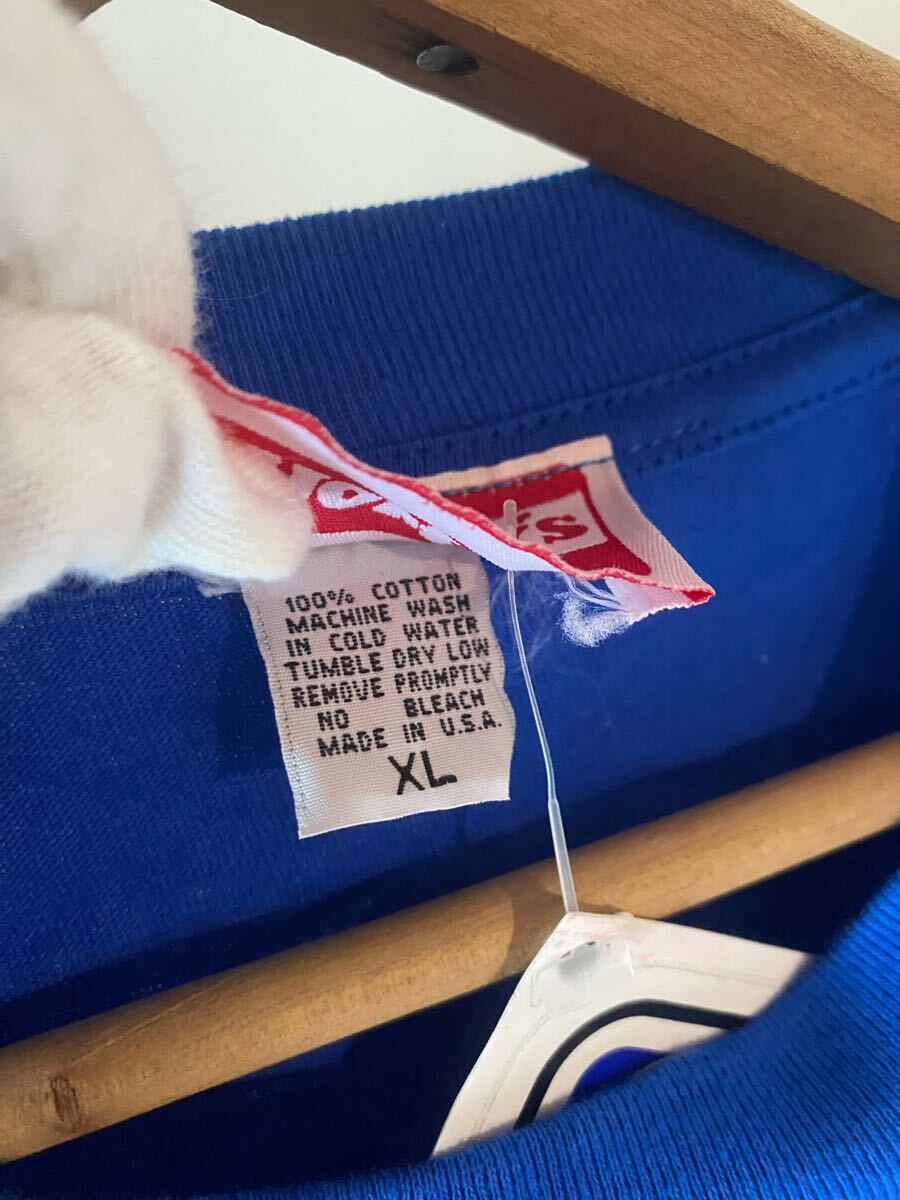 100% COTTON
MACHINE WASH
IN COLD WATER
TUMBLE DRY LOW
REMOVE PROMPTLY
NO BLEACH
MADE IN U.S.A.
XL